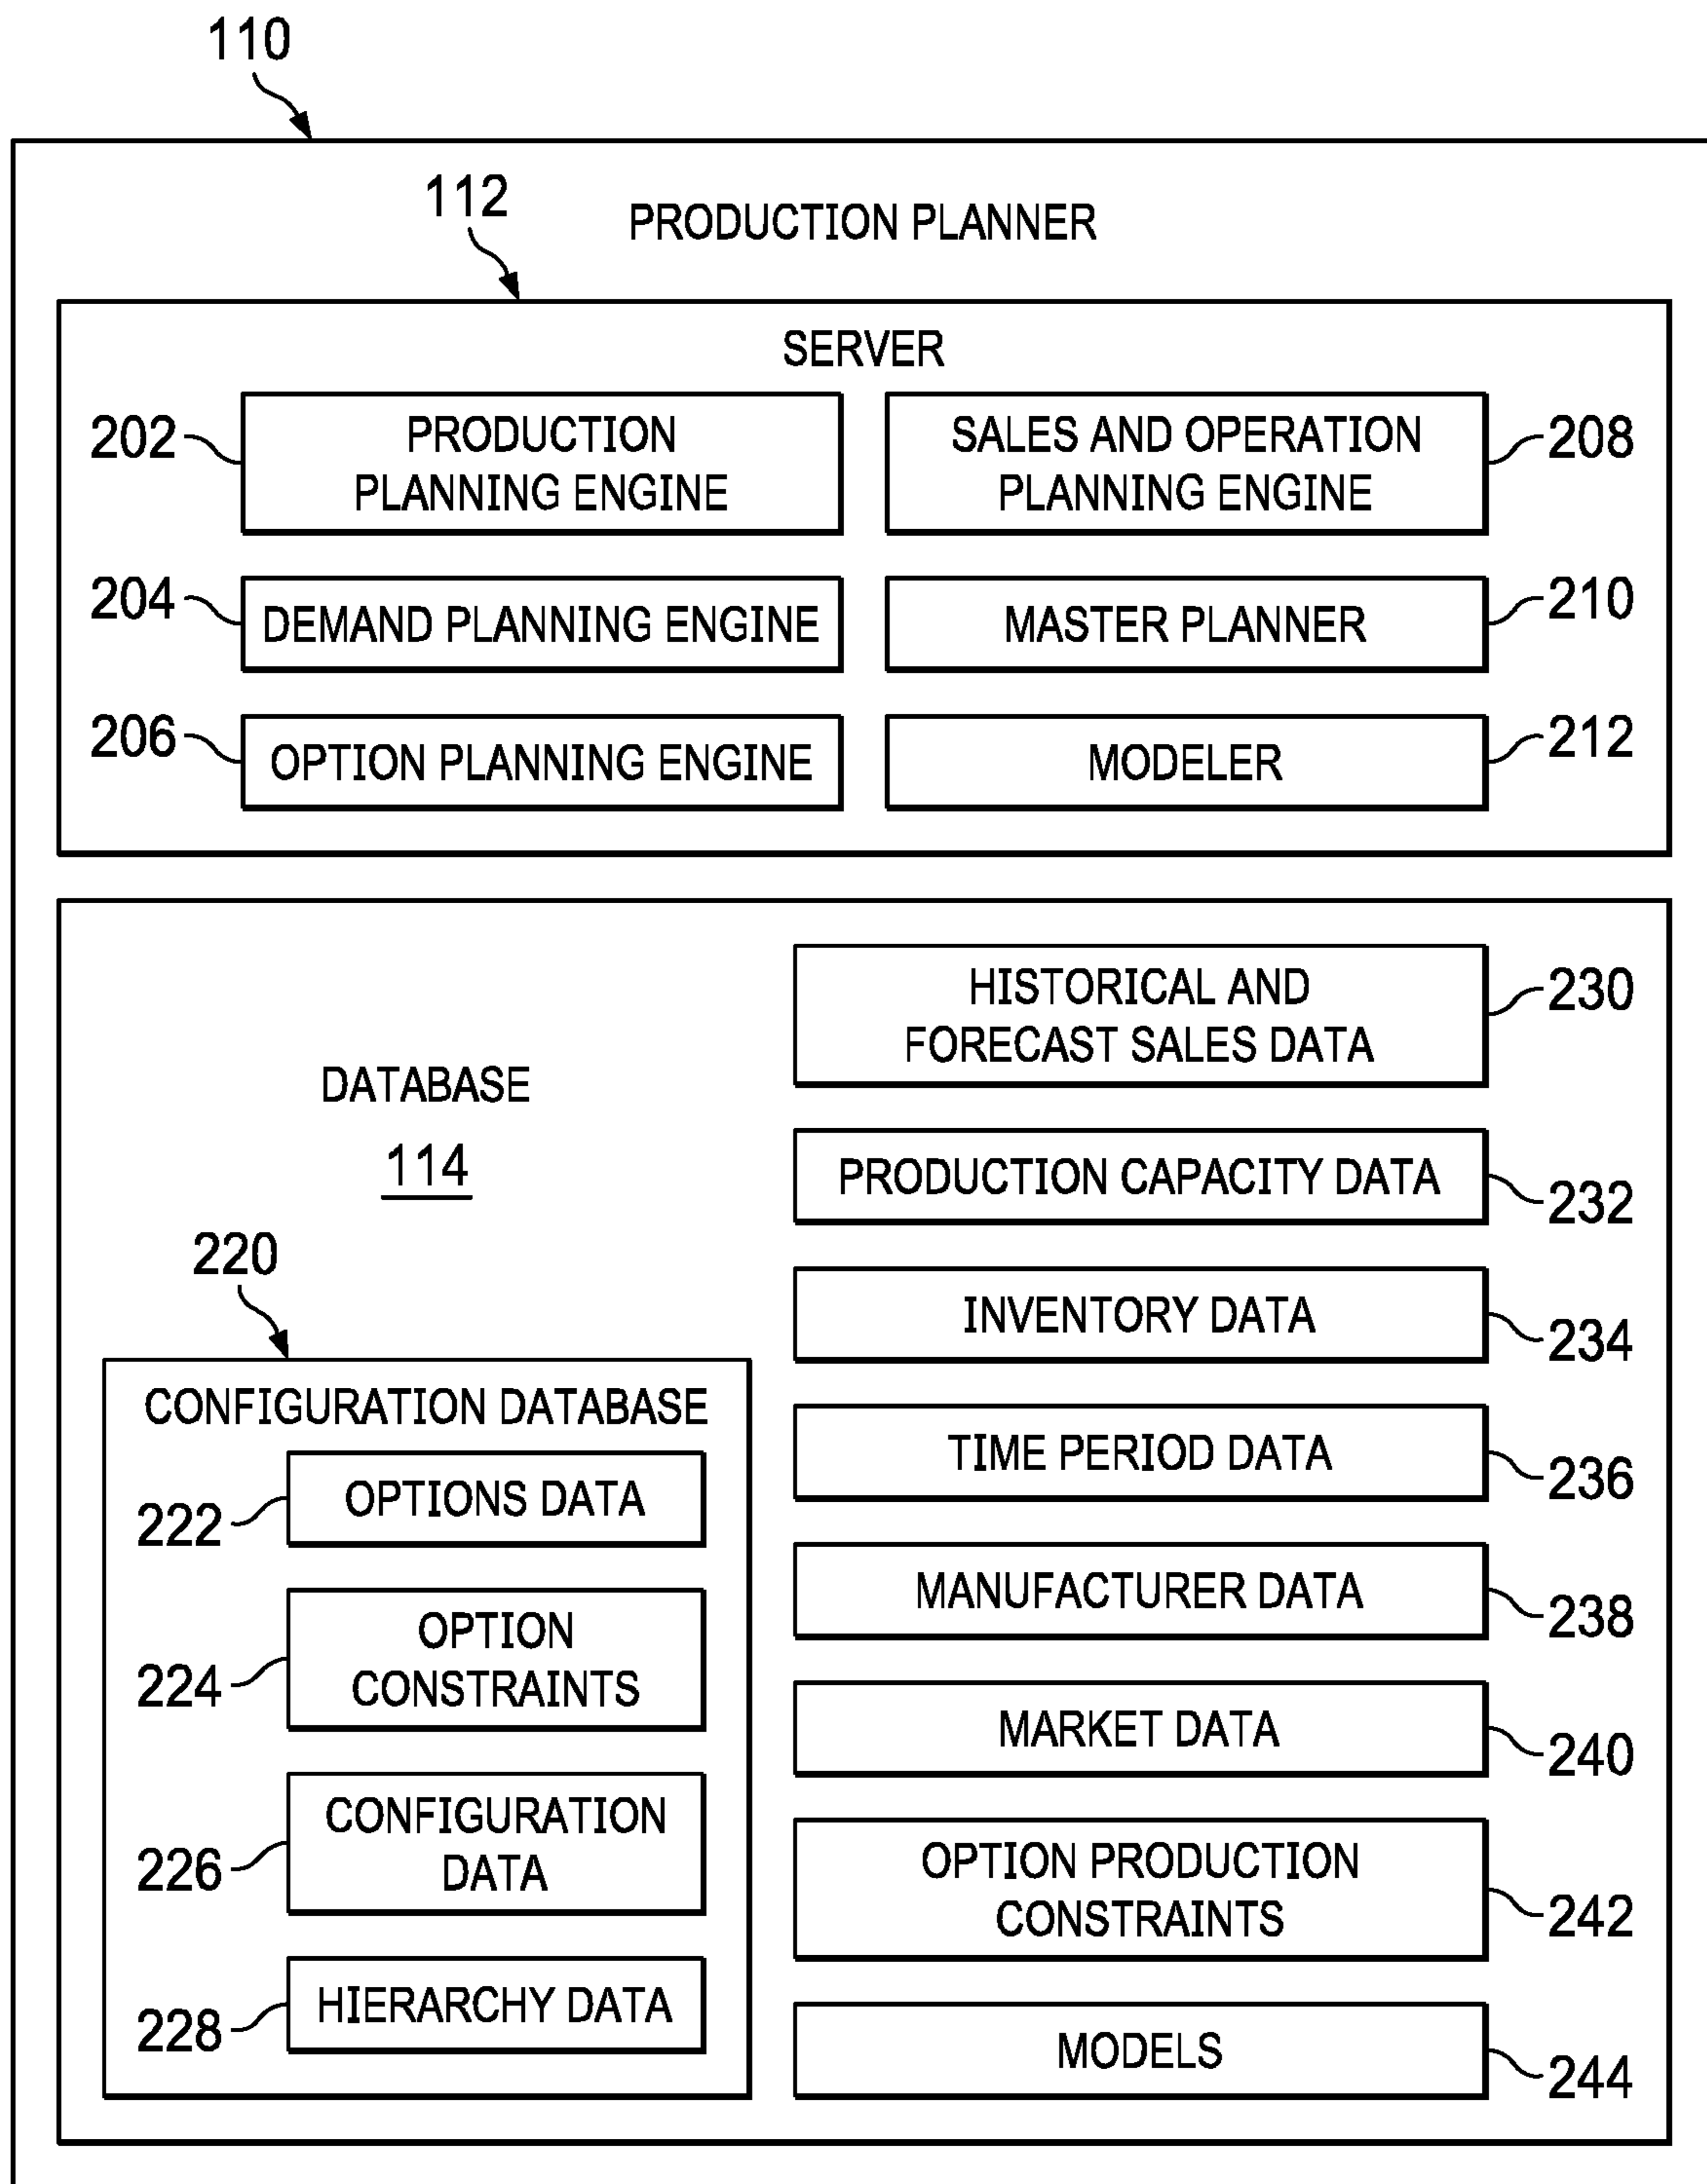 110
112
PRODUCTION PLANNER
SERVER
202
PRODUCTION
PLANNING ENGINE
SALES AND OPERATION
PLANNING ENGINE
208
204
DEMAND PLANNING ENGINE
MASTER PLANNER
210
206
OPTION PLANNING ENGINE
MODELER
212
DATABASE
114
220
CONFIGURATION DATABASE
222
OPTIONS DATA
224
OPTION
CONSTRAINTS
226
CONFIGURATION
DATA
228
HIERARCHY DATA
HISTORICAL AND
FORECAST SALES DATA
230
PRODUCTION CAPACITY DATA
232
INVENTORY DATA
234
TIME PERIOD DATA
236
MANUFACTURER DATA
238
MARKET DATA
240
OPTION PRODUCTION
CONSTRAINTS
242
MODELS
244